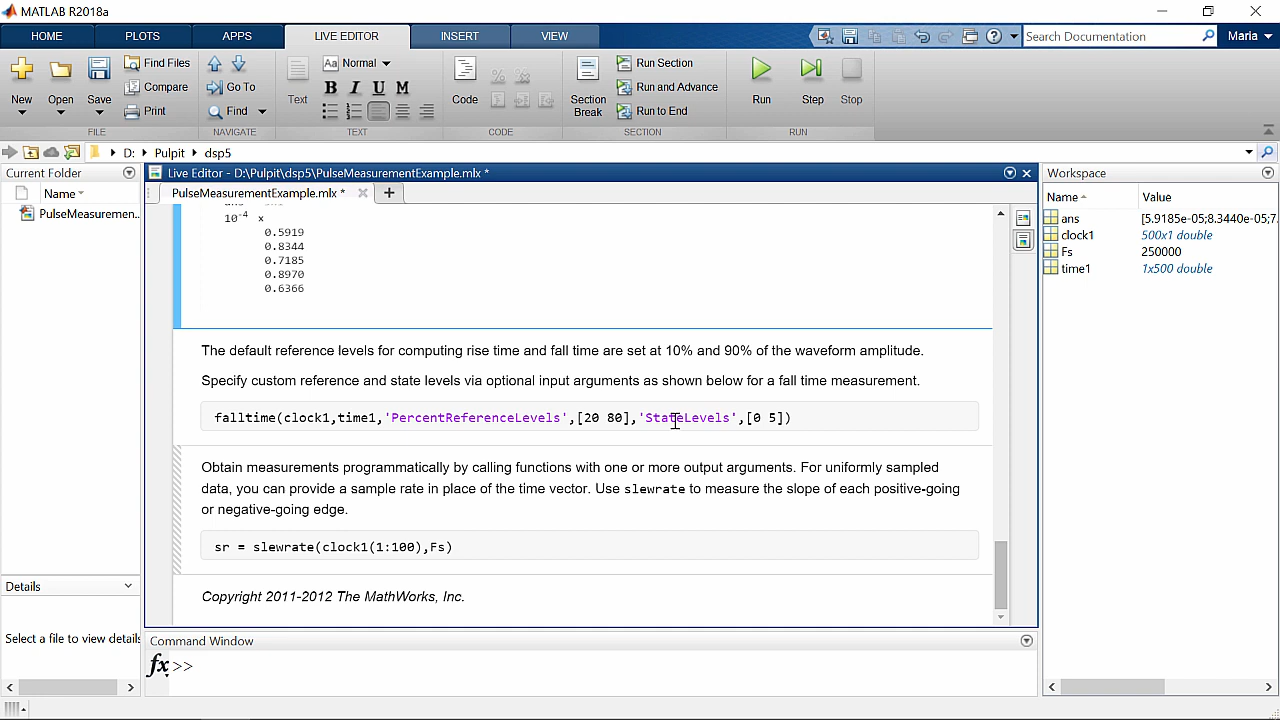 MATLAB R2018a
HOME PLOTS APPS LIVE EDITOR INSERT VIEW
Search Documentation
Maria
New Open Save
Find Files
Compare
Print
FILE
Go To
Find
NAVIGATE
Text
Aa Normal
B I U M
TEXT
Code
CODE
Section Break
Run Section
Run and Advance
Run to End
SECTION
Run Step Stop
RUN
D: Pulpit dsp5
Current Folder
Name
PulseMeasuremen...
Details
Select a file to view details
Live Editor - D:\Pulpit\dsp5\PulseMeasurementExample.mlx *
PulseMeasurementExample.mlx *
10-4 x
0.5919
0.8344
0.7185
0.8970
0.6366
The default reference levels for computing rise time and fall time are set at 10% and 90% of the waveform amplitude.
Specify custom reference and state levels via optional input arguments as shown below for a fall time measurement.
falltime(clock1,time1,'PercentReferenceLevels',[20 80],'StateLevels',[0 5])
Obtain measurements programmatically by calling functions with one or more output arguments. For uniformly sampled
data, you can provide a sample rate in place of the time vector. Use slewrate to measure the slope of each positive-going
or negative-going edge.
sr = slewrate(clock1(1:100),Fs)
Copyright 2011-2012 The MathWorks, Inc.
Command Window
fx >>
Workspace
Name Value
ans [5.9185e-05;8.3440e-05;7.
clock1 500x1 double
Fs 250000
time1 1x500 double